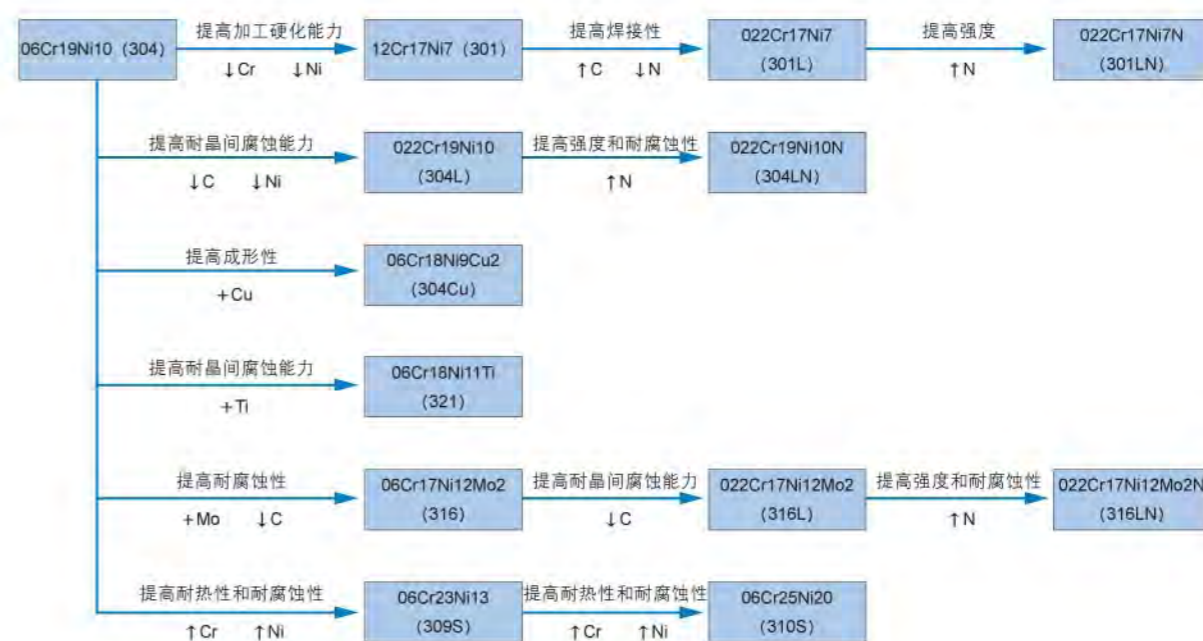 06Cr19Ni10（304）
提高加工硬化能力
↓Cr ↓Ni
12Cr17Ni7（301）
提高焊接性
↑C ↓N
022Cr17Ni7
（301L）
提高强度
↑N
022Cr17Ni7N
（301LN）
提高耐晶间腐蚀能力
↓C ↓Ni
022Cr19Ni10
（304L）
提高强度和耐腐蚀性
↑N
022Cr19Ni10N
（304LN）
提高成形性
+Cu
06Cr18Ni9Cu2
（304Cu）
提高耐晶间腐蚀能力
+Ti
06Cr18Ni11Ti
（321）
提高耐腐蚀性
+Mo ↓C
06Cr17Ni12Mo2
（316）
提高耐晶间腐蚀能力
↓C
022Cr17Ni12Mo2
（316L）
提高强度和耐腐蚀性
↑N
022Cr17Ni12Mo2N
（316LN）
提高耐热性和耐腐蚀性
↑Cr ↑Ni
06Cr23Ni13
（309S）
提高耐热性和耐腐蚀性
↑Cr ↑Ni
06Cr25Ni20
（310S）